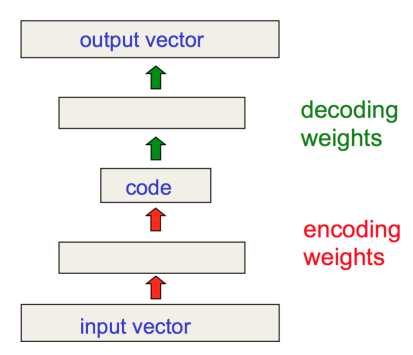 output vector
decoding
weights
code
encoding
weights
input vector